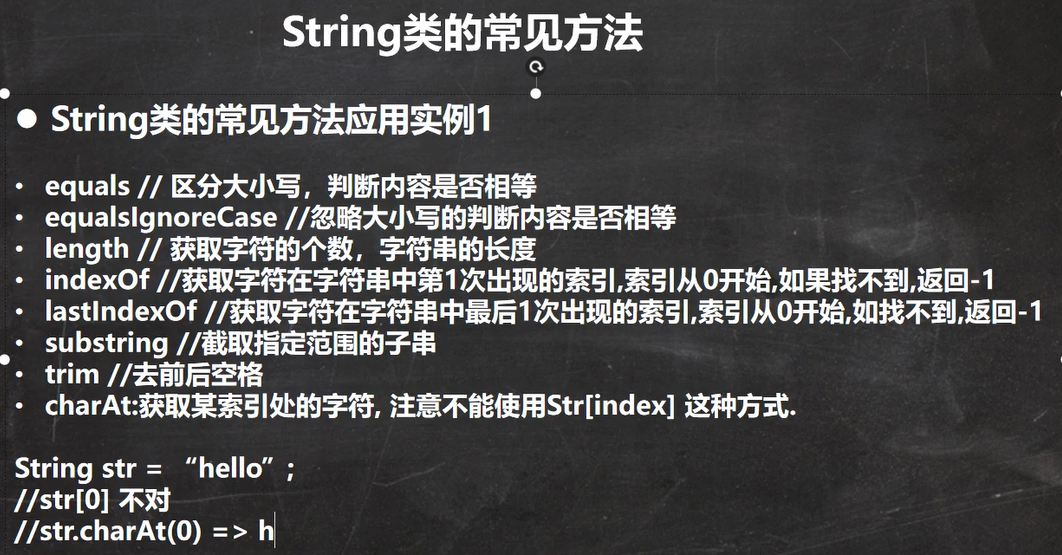 String类的常见方法
● String类的常见方法应用实例1
• equals // 区分大小写，判断内容是否相等
• equalsIgnoreCase //忽略大小写的判断内容是否相等
• length // 获取字符的个数，字符串的长度
• indexOf //获取字符在字符串中第1次出现的索引,索引从0开始,如果找不到,返回-1
• lastIndexOf //获取字符在字符串中最后1次出现的索引,索引从0开始,如找不到,返回-1
• substring //截取指定范围的子串
• trim //去前后空格
• charAt:获取某索引处的字符, 注意不能使用Str[index] 这种方式.
String str = “hello”;
//str[0] 不对
//str.charAt(0) => h